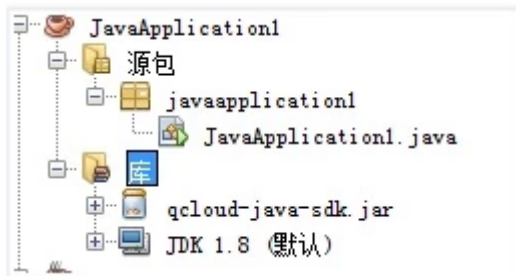 JavaApplication1
源包
javaapplication1
JavaApplication1.java
库
qcloud-java-sdk.jar
JDK 1.8 (默认)